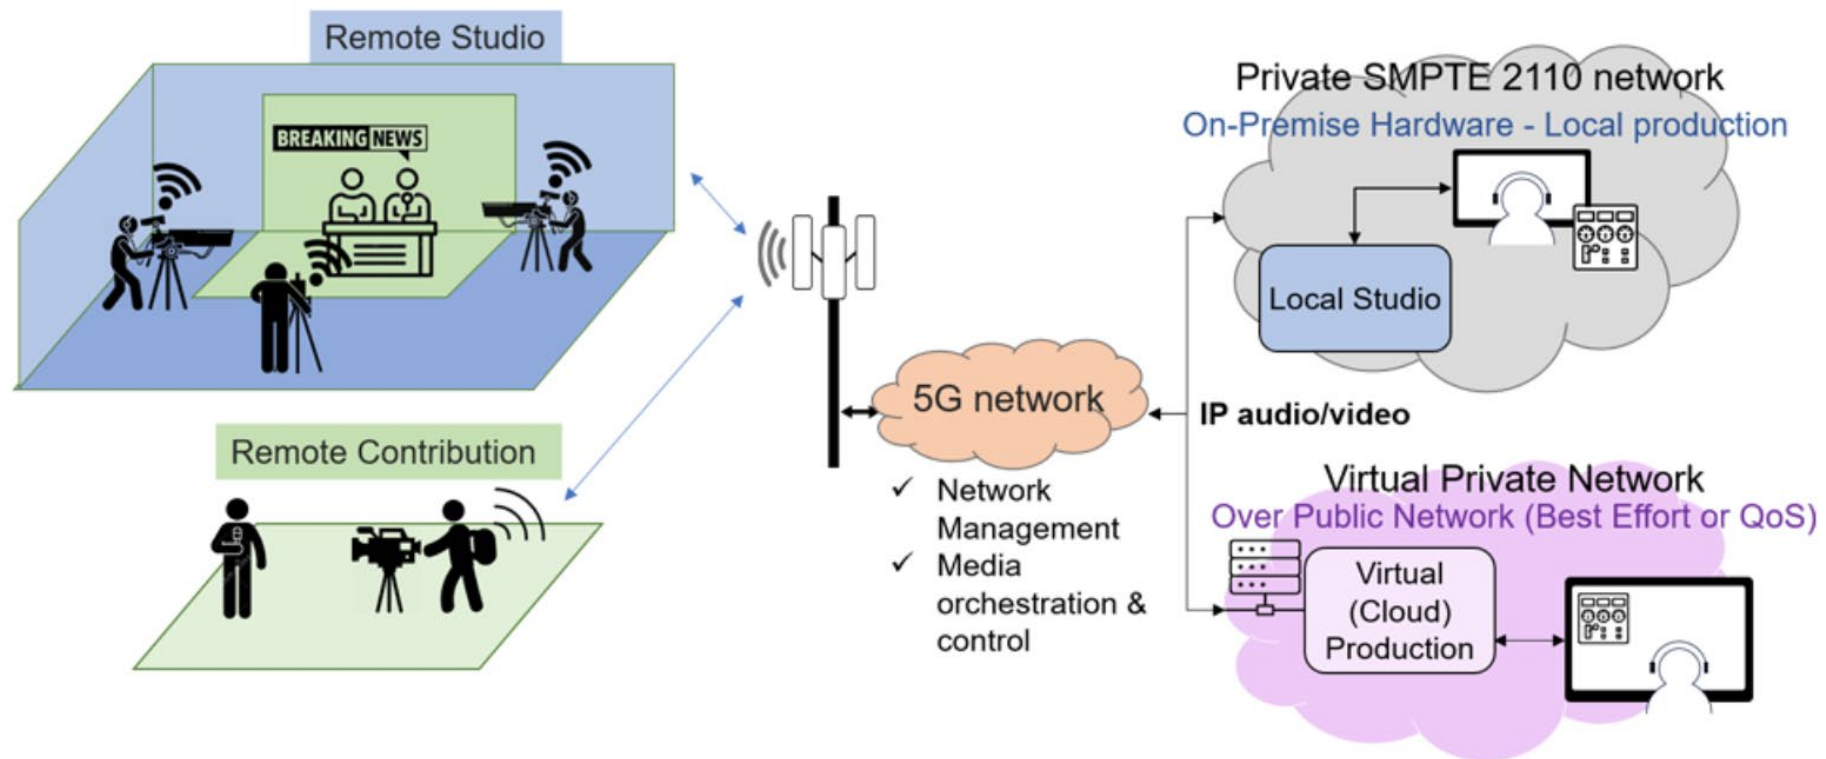 Remote Studio
BREAKING NEWS
Remote Contribution
5G network
✓ Network
Management
✓ Media
orchestration &
control
Private SMPTE 2110 network
On-Premise Hardware - Local production
Local Studio
IP audio/video
Virtual Private Network
Over Public Network (Best Effort or QoS)
Virtual
(Cloud)
Production